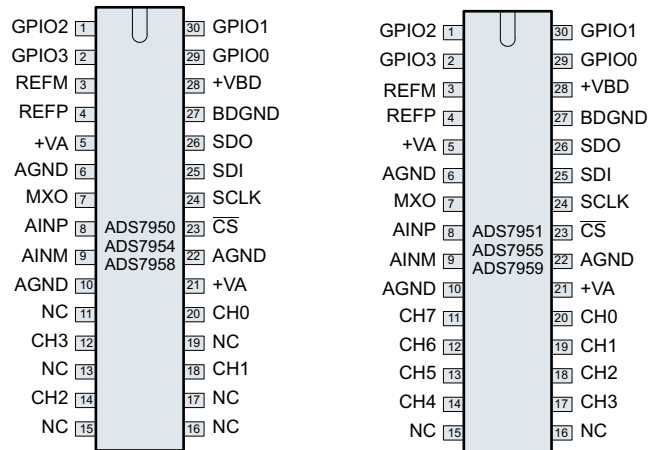 GPIO2 1 30 GPIO1
GPIO3 2 29 GPIO0
REFM 3 28 +VBD
REFP 4 27 BDGND
+VA 5 26 SDO
AGND 6 25 SDI
MXO 7 24 SCLK
AINP 8 ADS7950 23 C̅S̅
ADS7954
AINM 9 ADS7958 22 AGND
AGND 10 21 +VA
NC 11 20 CH0
CH3 12 19 NC
NC 13 18 CH1
CH2 14 17 NC
NC 15 16 NC
GPIO2 1 30 GPIO1
GPIO3 2 29 GPIO0
REFM 3 28 +VBD
REFP 4 27 BDGND
+VA 5 26 SDO
AGND 6 25 SDI
MXO 7 24 SCLK
AINP 8 ADS7951 23 C̅S̅
ADS7955
AINM 9 ADS7959 22 AGND
AGND 10 21 +VA
CH7 11 20 CH0
CH6 12 19 CH1
CH5 13 18 CH2
CH4 14 17 CH3
NC 15 16 NC